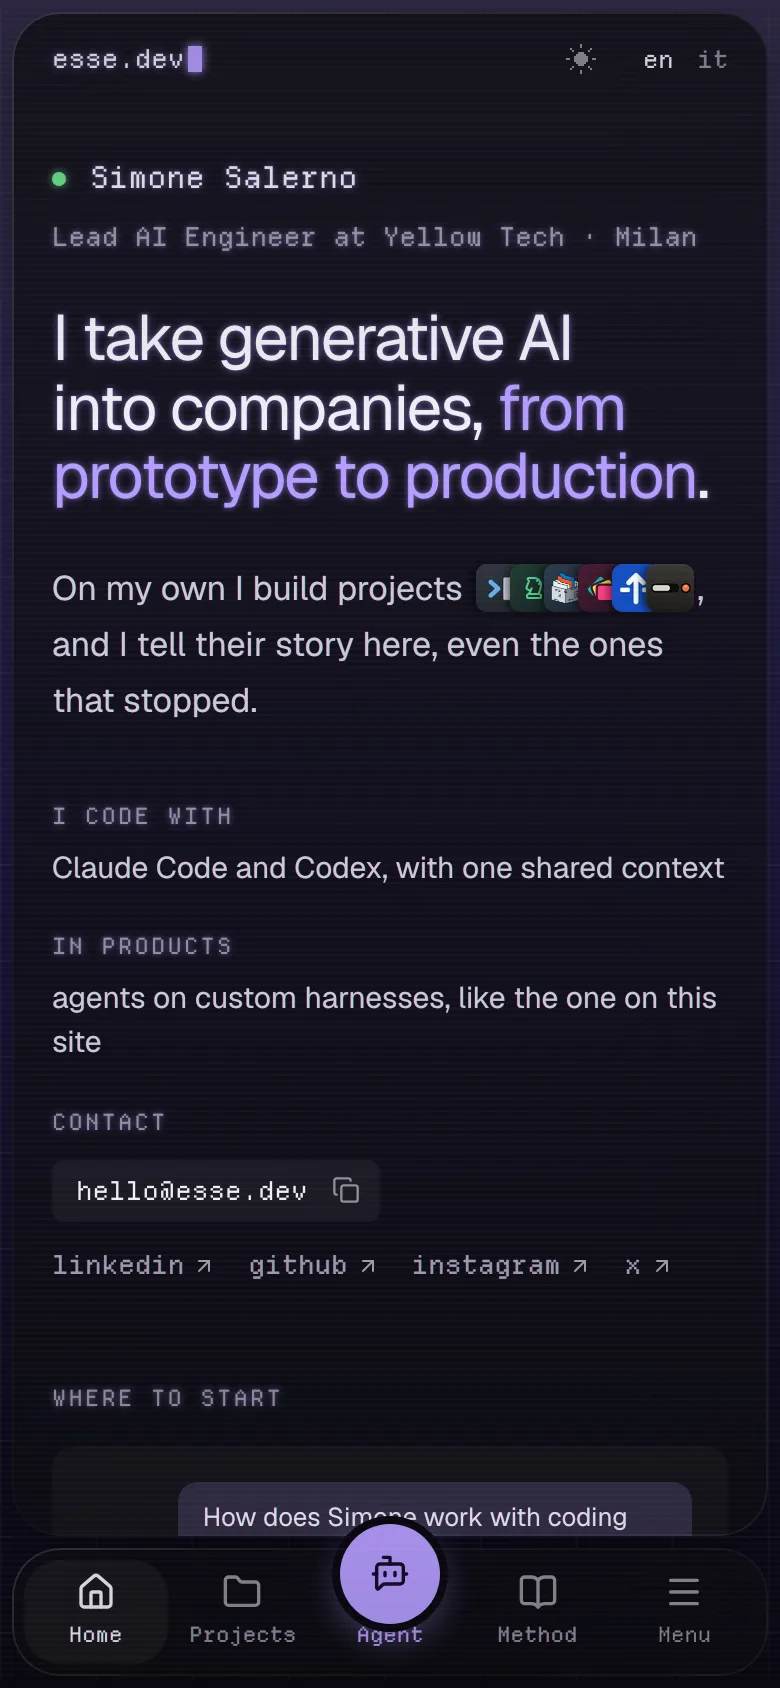 esse.dev
en it
Simone Salerno
Lead AI Engineer at Yellow Tech · Milan
I take generative AI
into companies, from
prototype to production.
On my own I build projects ,
and I tell their story here, even the ones
that stopped.
I CODE WITH
Claude Code and Codex, with one shared context
IN PRODUCTS
agents on custom harnesses, like the one on this
site
CONTACT
hello@esse.dev
linkedin ↗ github ↗ instagram ↗ x ↗
WHERE TO START
How does Simone work with coding
Home Projects Agent Method Menu